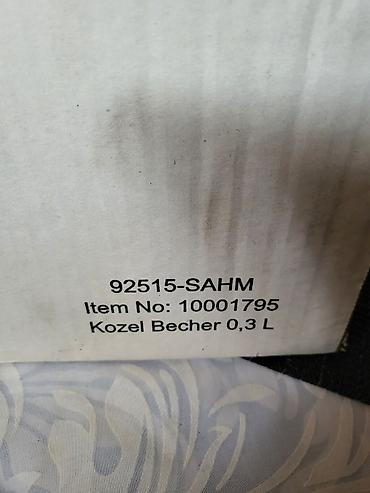 92515-SAHM
Item No: 10001795
Kozel Becher 0,3 L